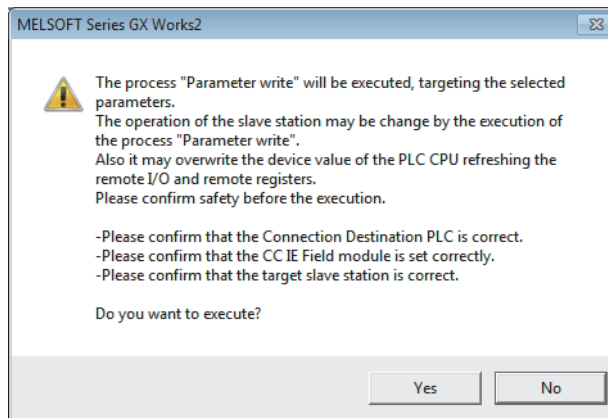 MELSOFT Series GX Works2
The process "Parameter write" will be executed, targeting the selected
parameters.
The operation of the slave station may be change by the execution of
the process "Parameter write".
Also it may overwrite the device value of the PLC CPU refreshing the
remote I/O and remote registers.
Please confirm safety before the execution.
-Please confirm that the Connection Destination PLC is correct.
-Please confirm that the CC IE Field module is set correctly.
-Please confirm that the target slave station is correct.
Do you want to execute?
Yes
No